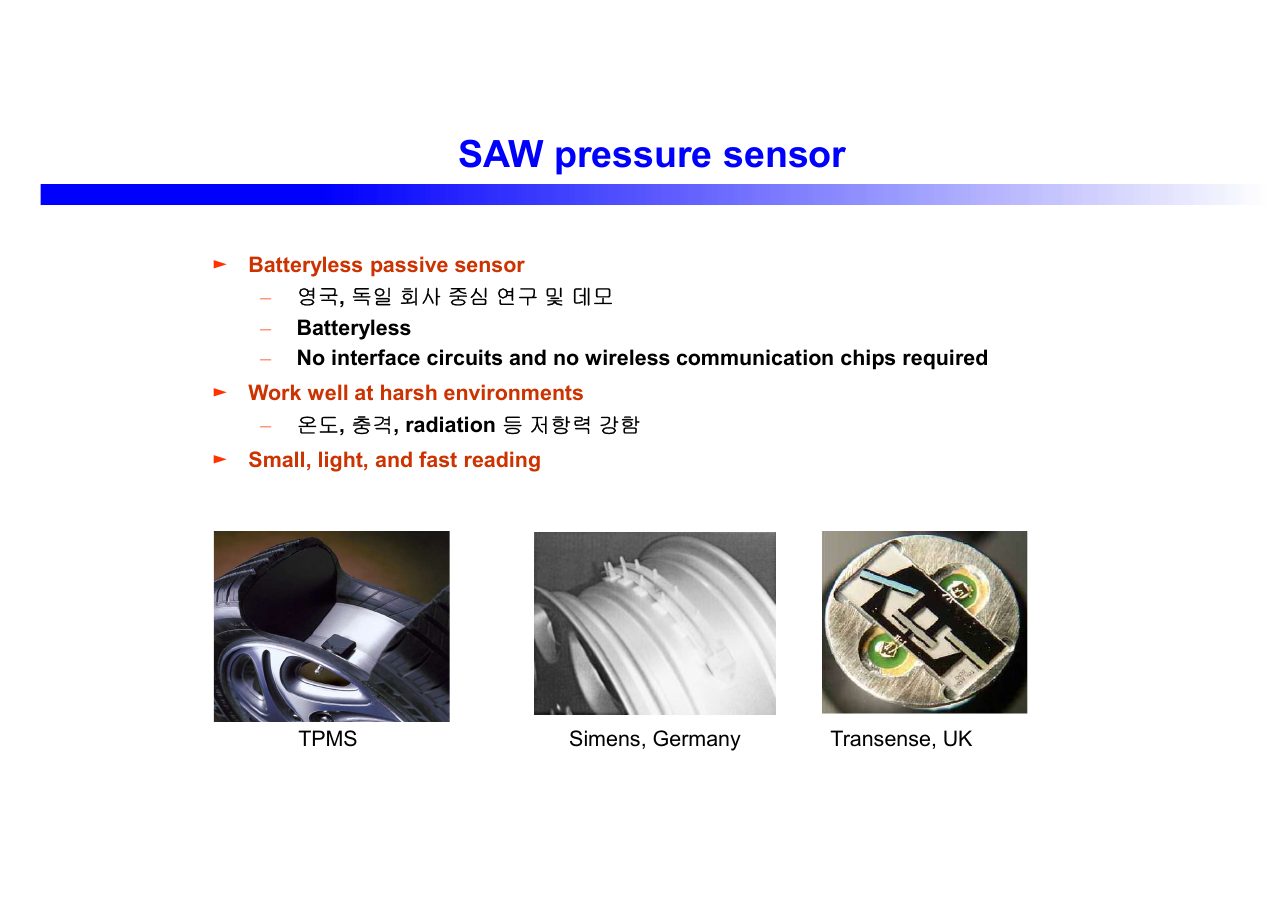 SAW pressure sensor
► Batteryless passive sensor
– 영국, 독일 회사 중심 연구 및 데모
– Batteryless
– No interface circuits and no wireless communication chips required
► Work well at harsh environments
– 온도, 충격, radiation 등 저항력 강함
► Small, light, and fast reading
TPMS
Simens, Germany
Transense, UK